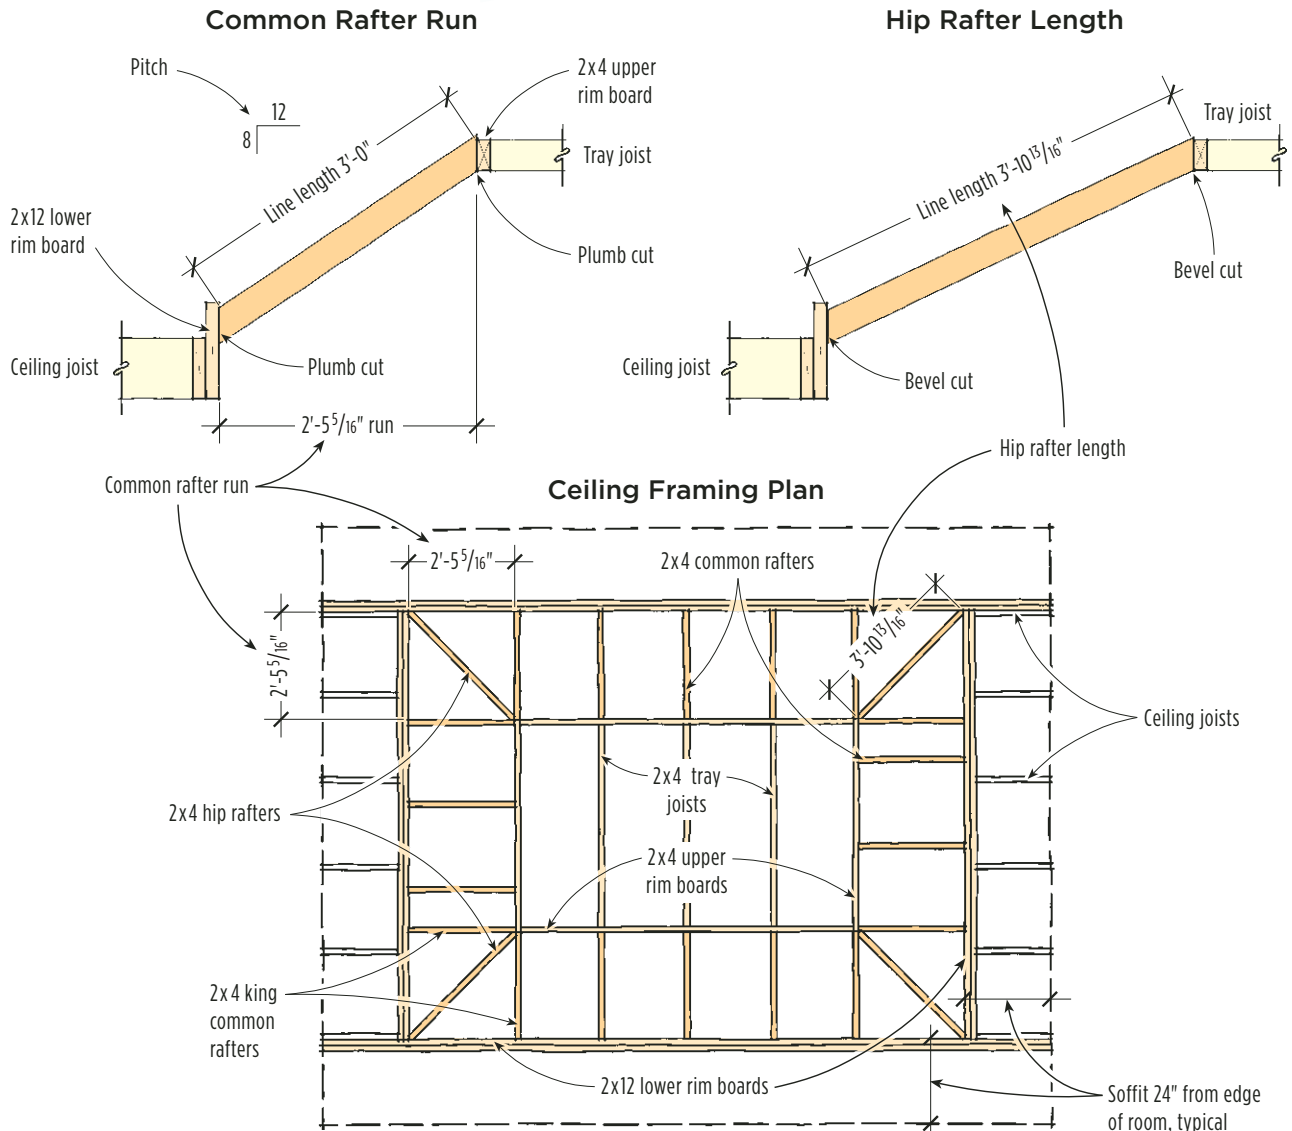 Common Rafter Run
Pitch
12
8
2x4 upper
rim board
Tray joist
Line length 3'-0"
2x12 lower
rim board
Plumb cut
Ceiling joist
Plumb cut
2'-5 5/16" run
Common rafter run
Hip Rafter Length
Tray joist
Line length 3'-10 13/16"
Bevel cut
Ceiling joist
Bevel cut
Hip rafter length
Ceiling Framing Plan
2'-5 5/16"
2x4 common rafters
2'-5 5/16"
3'-10 13/16"
Ceiling joists
2x4 tray
joists
2x4 hip rafters
2x4 upper
rim boards
2x4 king
common
rafters
2x12 lower rim boards
Soffit 24" from edge
of room, typical